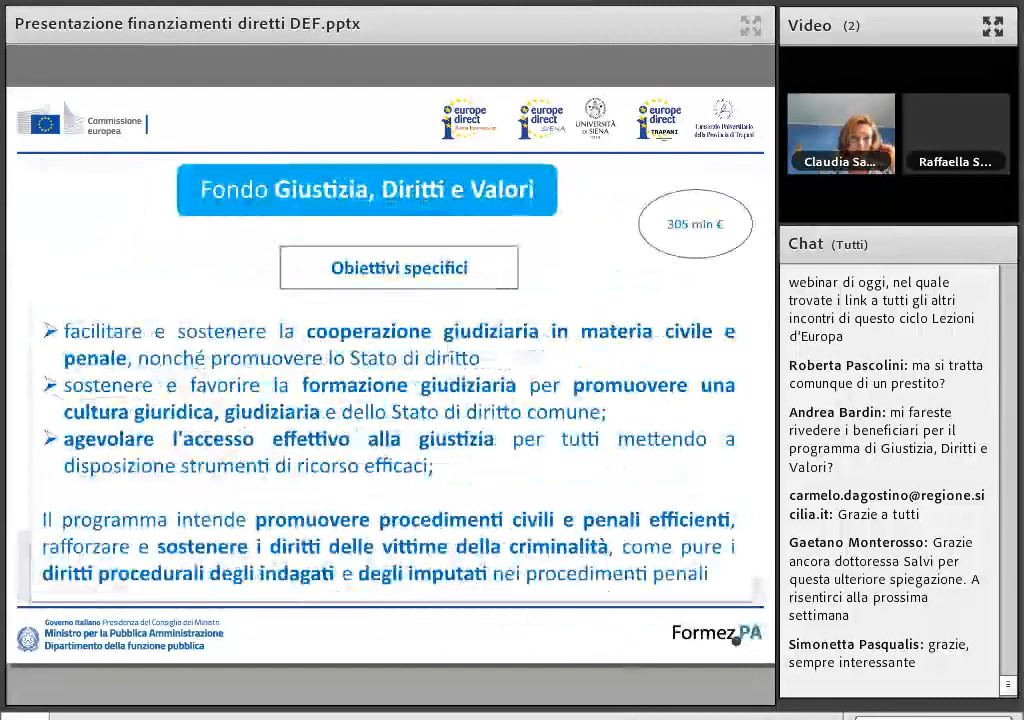 Presentazione finanziamenti diretti DEF.pptx
Commissione
europea
europe
direct
europe
direct
SIENA
UNIVERSITÀ
DI SIENA
europe
direct
TRAPANI
Consorzio Universitario
della Provincia di Trapani
Fondo Giustizia, Diritti e Valori
305 mln €
Obiettivi specifici
➢ facilitare e sostenere la cooperazione giudiziaria in materia civile e
penale, nonché promuovere lo Stato di diritto
➢ sostenere e favorire la formazione giudiziaria per promuovere una
cultura giuridica, giudiziaria e dello Stato di diritto comune;
➢ agevolare l'accesso effettivo alla giustizia per tutti mettendo a
disposizione strumenti di ricorso efficaci;
Il programma intende promuovere procedimenti civili e penali efficienti,
rafforzare e sostenere i diritti delle vittime della criminalità, come pure i
diritti procedurali degli indagati e degli imputati nei procedimenti penali
Governo Italiano Presidenza del Consiglio dei Ministri
Ministro per la Pubblica Amministrazione
Dipartimento della funzione pubblica
Formez PA
Video (2)
Claudia Sa...
Raffaella S...
Chat (Tutti)
webinar di oggi, nel quale
trovate i link a tutti gli altri
incontri di questo ciclo Lezioni
d'Europa
Roberta Pascolini: ma si tratta
comunque di un prestito?
Andrea Bardin: mi fareste
rivedere i beneficiari per il
programma di Giustizia, Diritti e
Valori?
carmelo.dagostino@regione.si
cilia.it: Grazie a tutti
Gaetano Monterosso: Grazie
ancora dottoressa Salvi per
questa ulteriore spiegazione. A
risentirci alla prossima
settimana
Simonetta Pasqualis: grazie,
sempre interessante